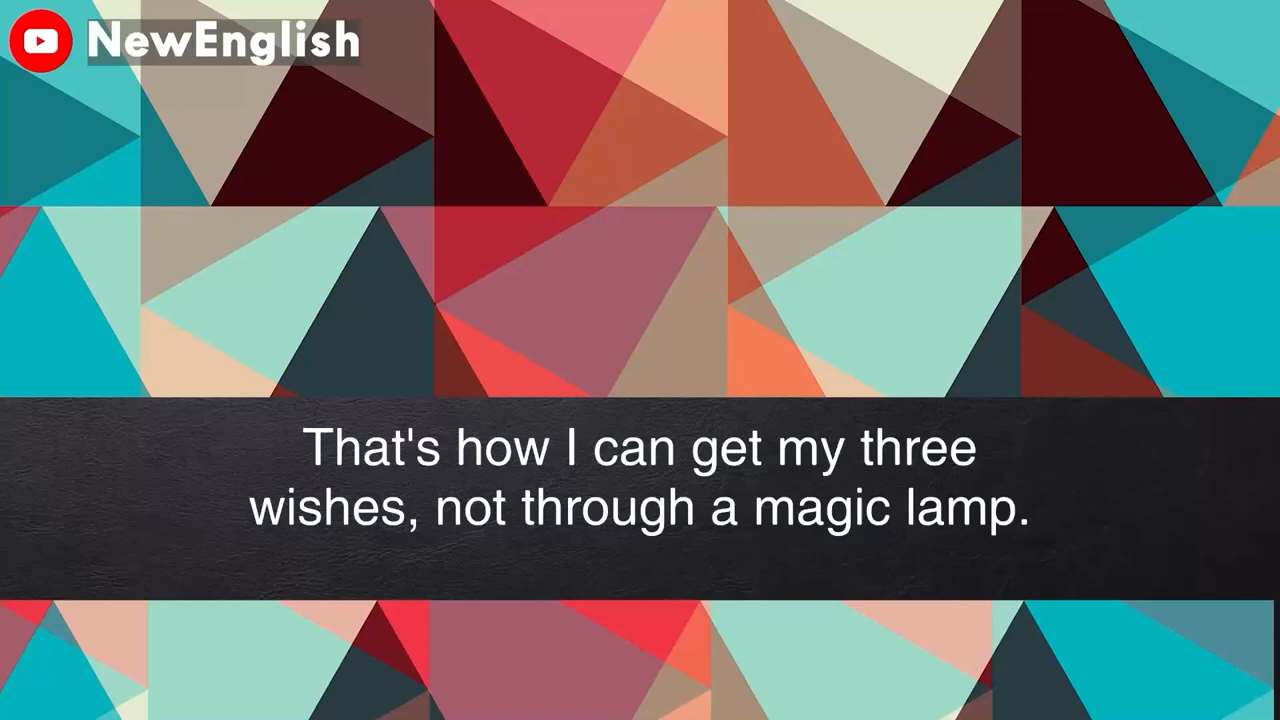 NewEnglish
That's how I can get my three
wishes, not through a magic lamp.